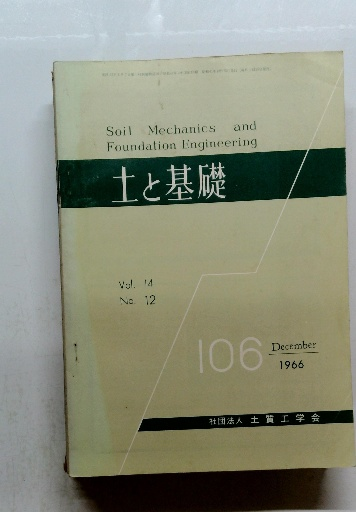 Soil Mechanics and
Foundation Engineering
土と基礎
Vol. 14
No. 12
106
December
1966
社団法人 土質工学会